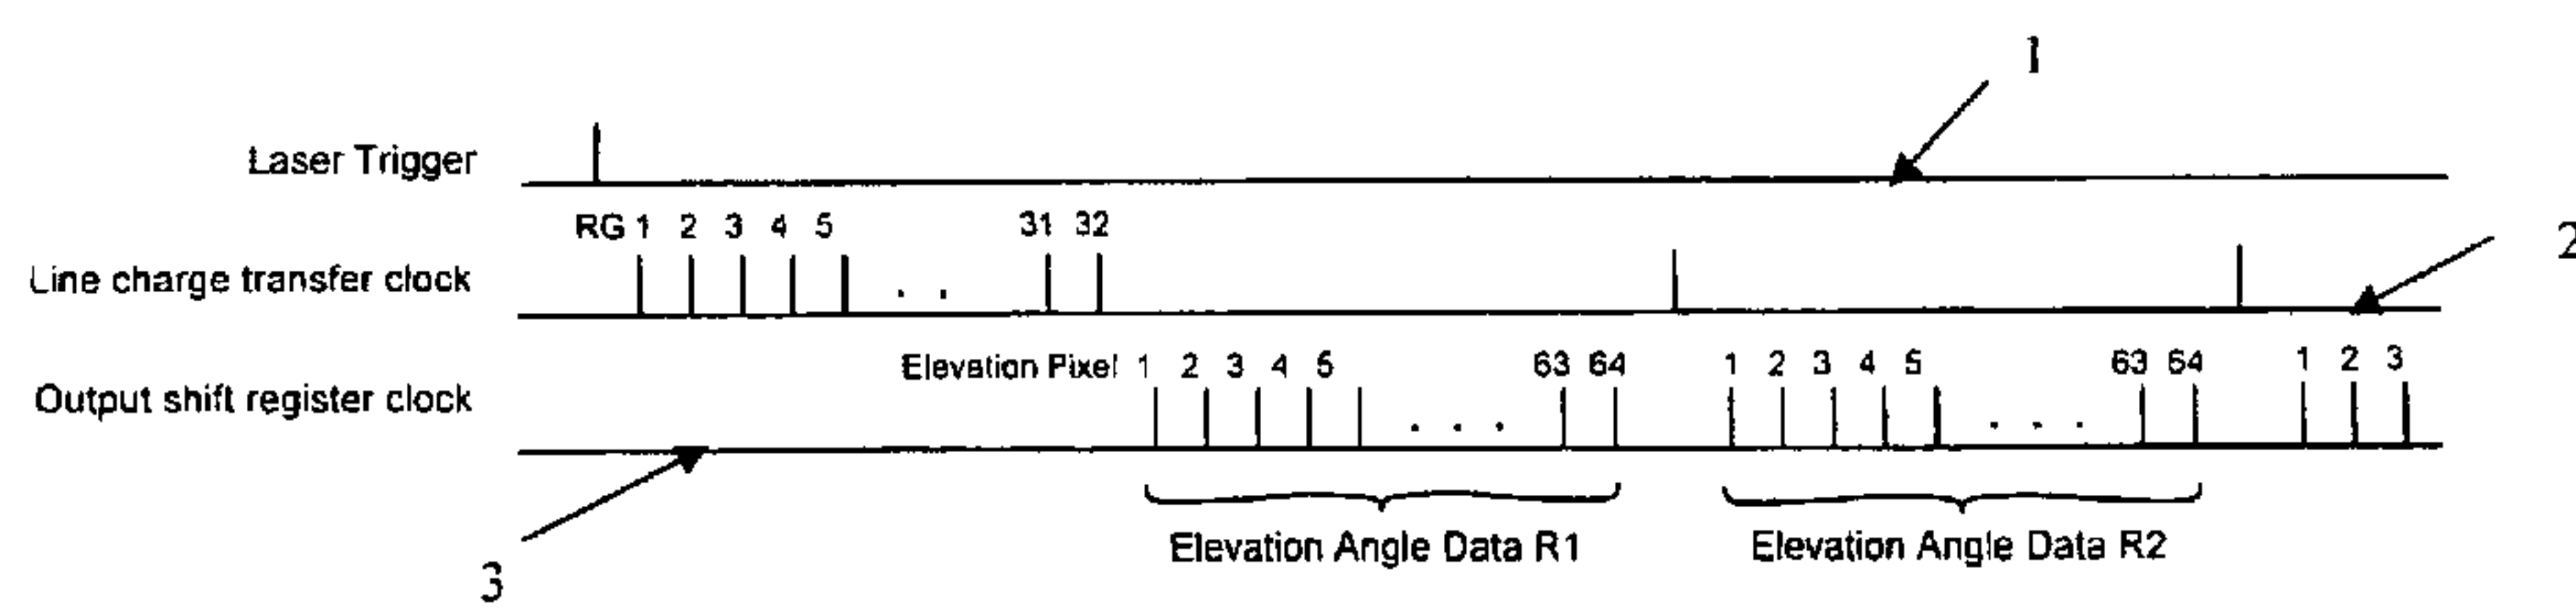 1
Laser Trigger
RG 1 2 3 4 5 31 32
2
Line charge transfer clock . .
Elevation Pixel 1 2 3 4 5 63 64 1 2 3 4 5 63 64 1 2 3
Output shift register clock . . . . . .
Elevation Angle Data R1 Elevation Angle Data R2
3